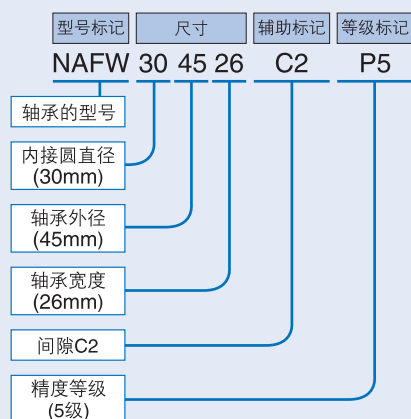 型号标记 尺寸 辅助标记 等级标记
NAFW 30 45 26 C2 P5
轴承的型号
内接圆直径
(30mm)
轴承外径
(45mm)
轴承宽度
(26mm)
间隙C2
精度等级
(5级)